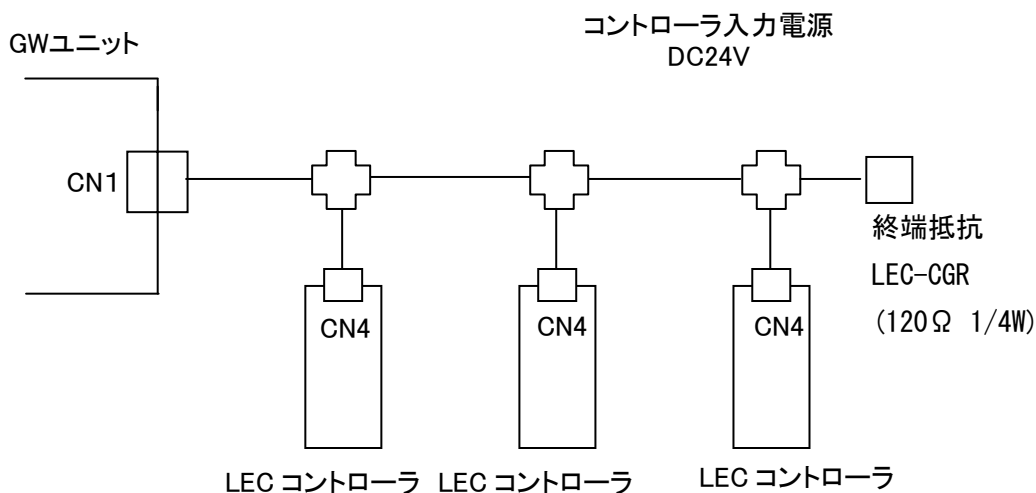 コントローラ入力電源
DC24V
GWユニット
CN1
終端抵抗
LEC-CGR
(120Ω 1/4W)
CN4
CN4
CN4
LEC コントローラ
LEC コントローラ
LEC コントローラ